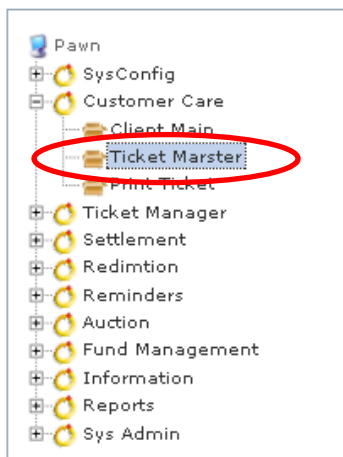 Pawn
SysConfig
Customer Care
Client Main
Ticket Marster
Print Ticket
Ticket Manager
Settlement
Redimtion
Reminders
Auction
Fund Management
Information
Reports
Sys Admin